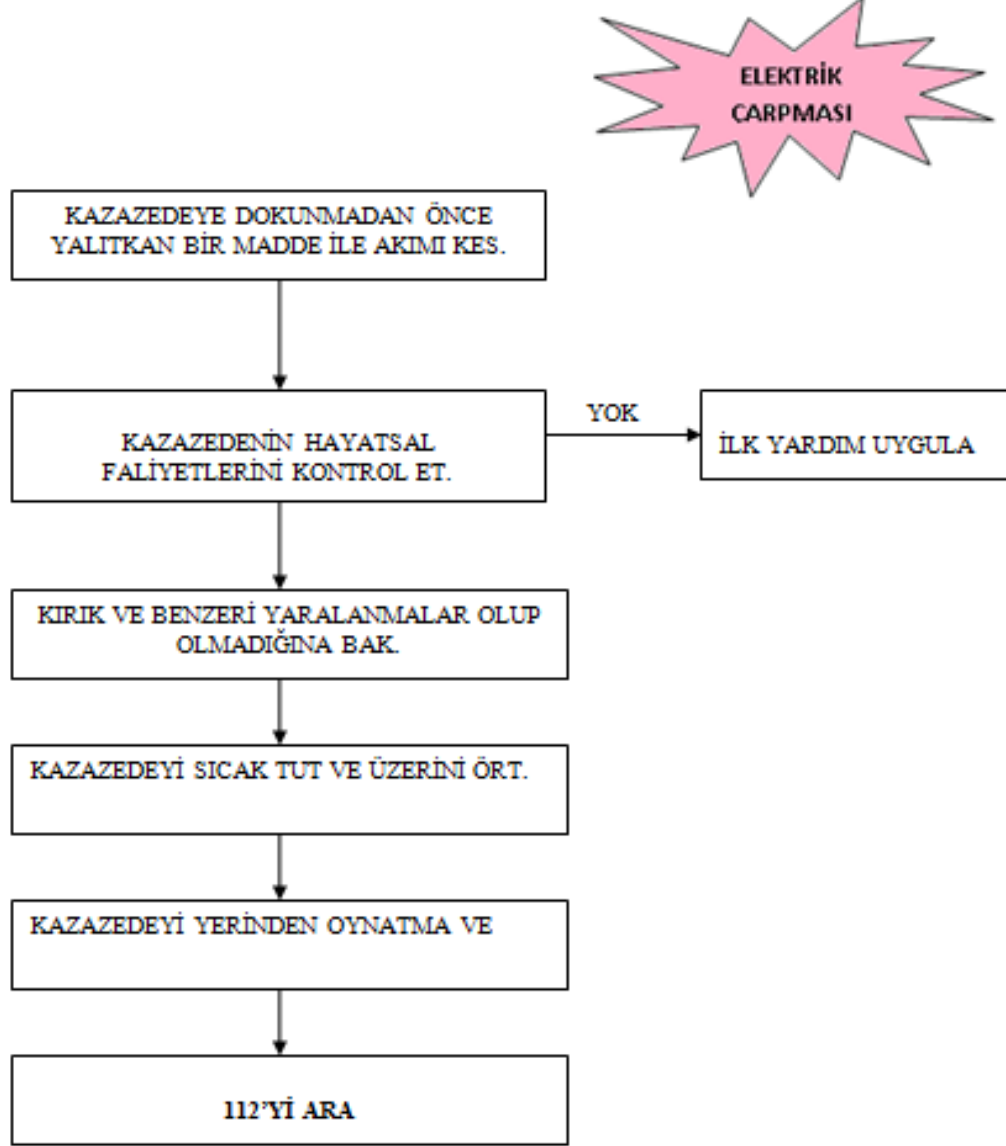 ELEKTRİK
ÇARPMASI
KAZAZEDEYE DOKUNMADAN ÖNCE
YALITKAN BİR MADDE İLE AKIMI KES.
KAZAZEDENİN HAYATSAL
FALİYETLERİNİ KONTROL ET.
YOK
İLK YARDIM UYGULA
KIRIK VE BENZERİ YARALANMALAR OLUP
OLMADIĞINA BAK.
KAZAZEDEYİ SICAK TUT VE ÜZERİNİ ÖRT.
KAZAZEDEYİ YERİNDEN OYNATMA VE
112'Yİ ARA